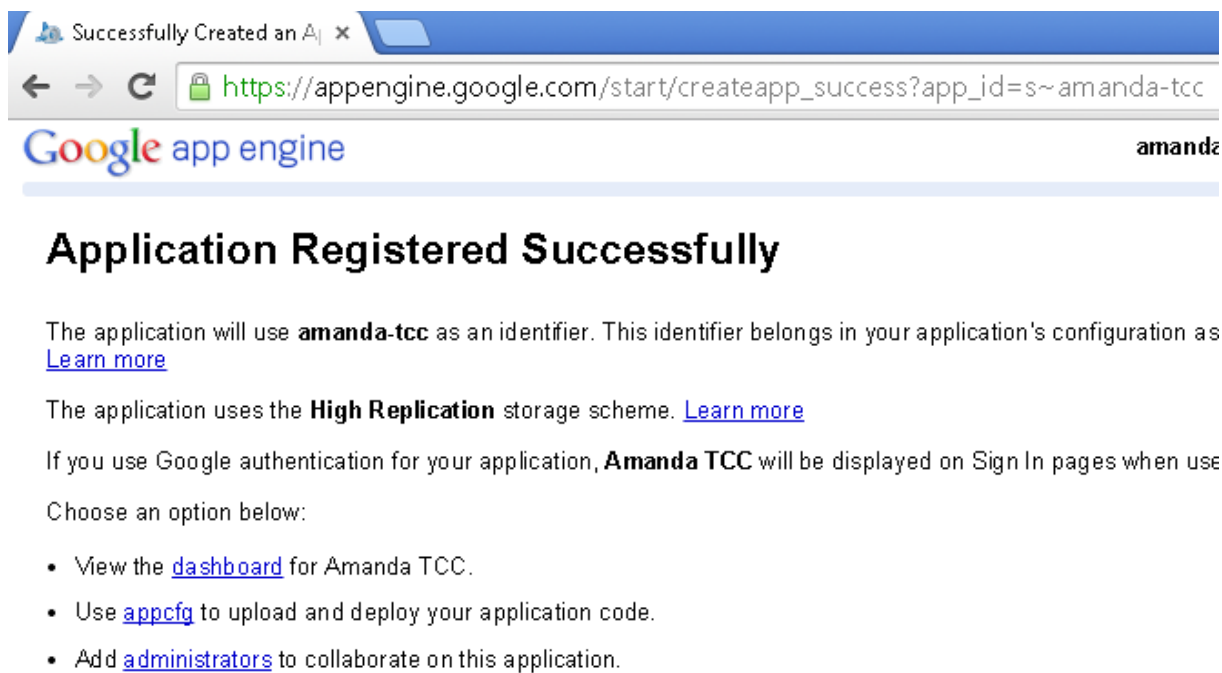 Successfully Created an A
https://appengine.google.com/start/createapp_success?app_id=s~amanda-tcc
Google app engine
amanda
Application Registered Successfully
The application will use amanda-tcc as an identifier. This identifier belongs in your application's configuration as
Learn more
The application uses the High Replication storage scheme. Learn more
If you use Google authentication for your application, Amanda TCC will be displayed on Sign In pages when use
Choose an option below:
• View the dashboard for Amanda TCC.
• Use appcfg to upload and deploy your application code.
• Add administrators to collaborate on this application.